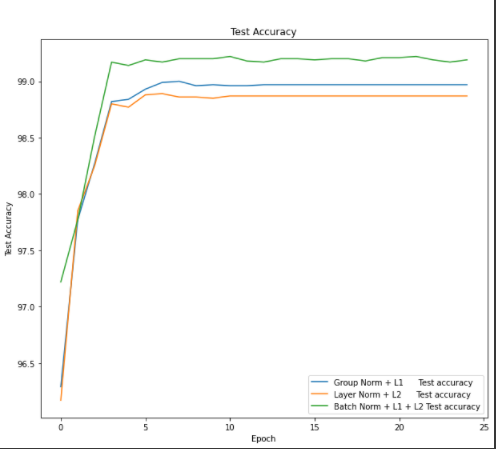 Test Accuracy
99.0
98.5
98.0
97.5
97.0
96.5
Test Accuracy
Group Norm + L1 Test accuracy
Layer Norm + L2 Test accuracy
Batch Norm + L1 + L2 Test accuracy
0 5 10 15 20 25
Epoch